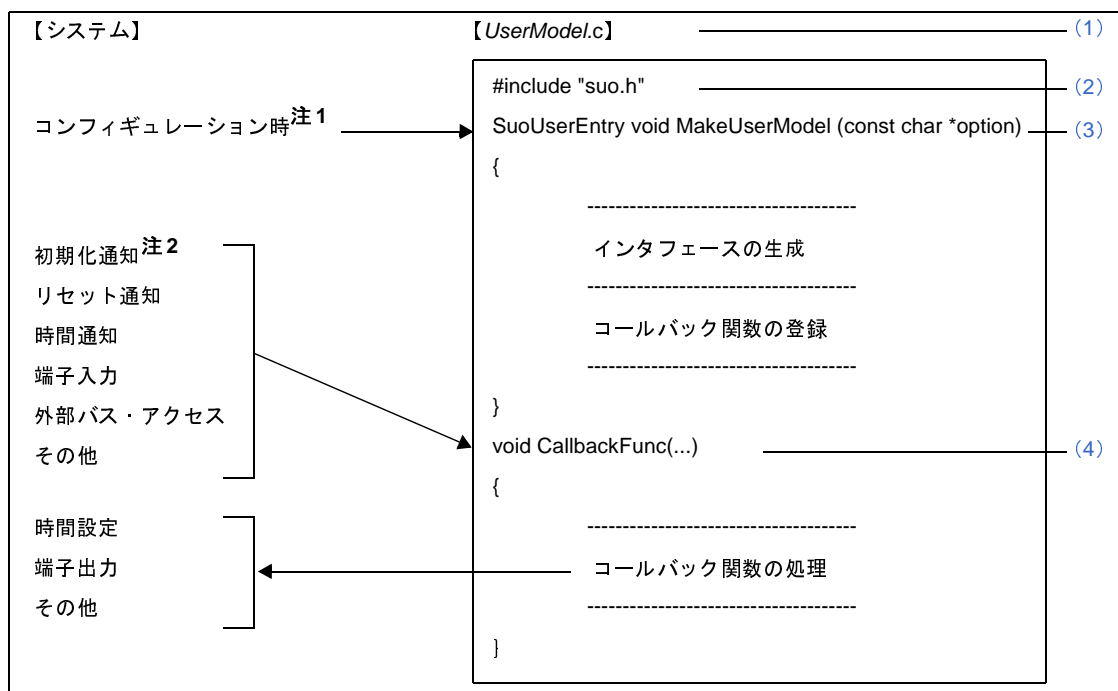 【システム】
【UserModel.c】
（1）
#include "suo.h"
（2）
コンフィギュレーション時注1
SuoUserEntry void MakeUserModel (const char *option)
（3）
{
--------------------------------------
インタフェースの生成
--------------------------------------
コールバック関数の登録
--------------------------------------
}
初期化通知注2
リセット通知
時間通知
端子入力
外部バス・アクセス
その他
void CallbackFunc(...)
（4）
{
--------------------------------------
コールバック関数の処理
--------------------------------------
}
時間設定
端子出力
その他